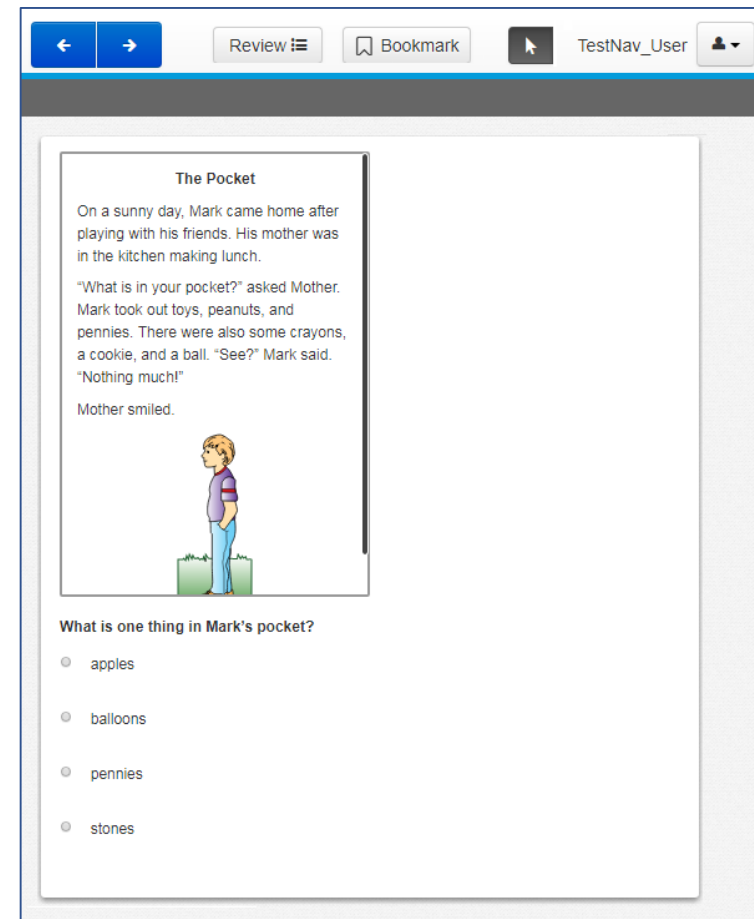 Review
Bookmark
TestNav_User
The Pocket
On a sunny day, Mark came home after
playing with his friends. His mother was
in the kitchen making lunch.
“What is in your pocket?” asked Mother.
Mark took out toys, peanuts, and
pennies. There were also some crayons,
a cookie, and a ball. “See?” Mark said.
“Nothing much!”
Mother smiled.
What is one thing in Mark’s pocket?
apples
balloons
pennies
stones